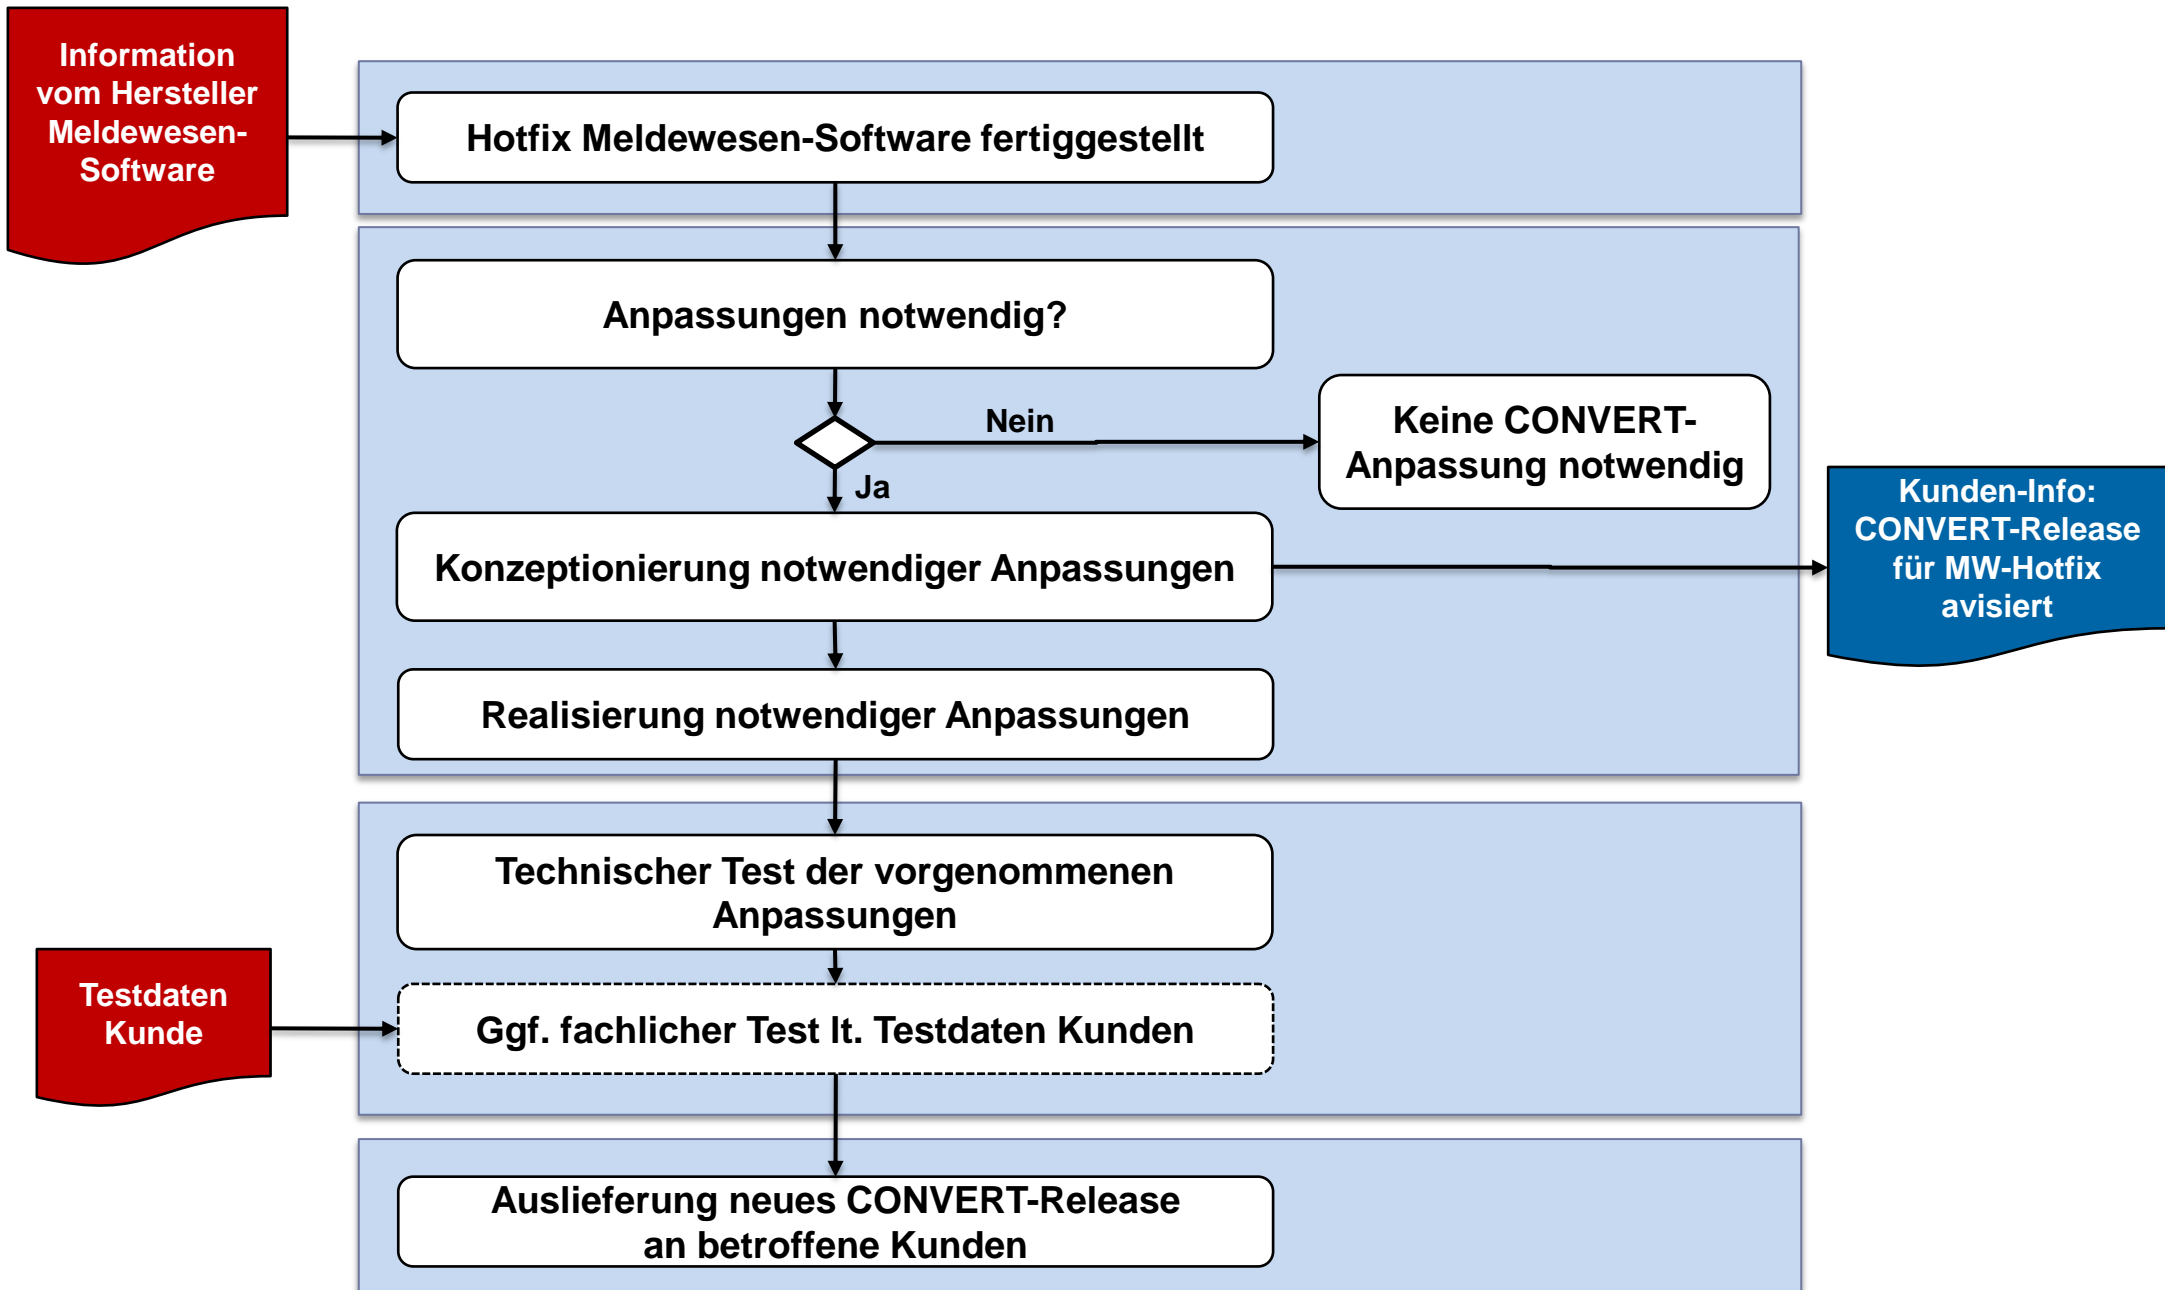 Information
vom Hersteller
Meldewesen-
Software
Hotfix Meldewesen-Software fertiggestellt
Anpassungen notwendig?
Nein
Keine CONVERT-
Anpassung notwendig
Ja
Konzeptionierung notwendiger Anpassungen
Kunden-Info:
CONVERT-Release
für MW-Hotfix
avisiert
Realisierung notwendiger Anpassungen
Technischer Test der vorgenommenen
Anpassungen
Testdaten
Kunde
Ggf. fachlicher Test lt. Testdaten Kunden
Auslieferung neues CONVERT-Release
an betroffene Kunden